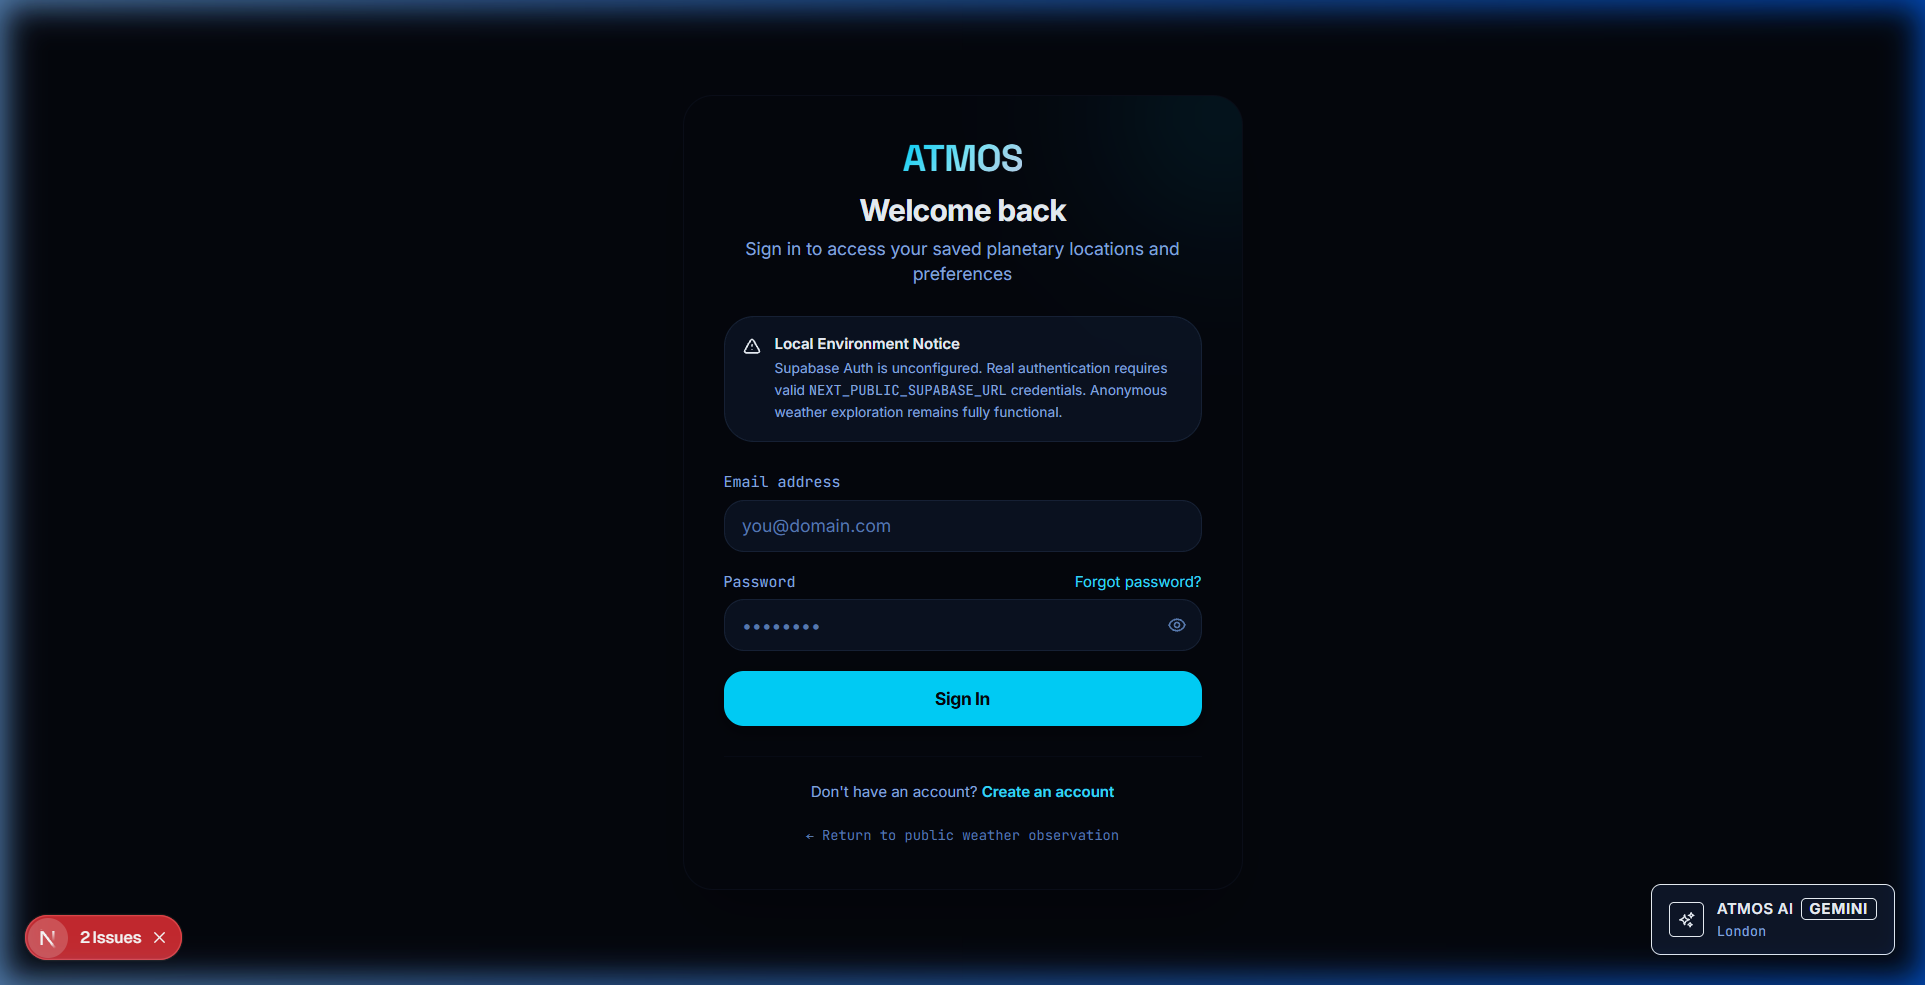 ATMOS
Welcome back
Sign in to access your saved planetary locations and
preferences
Local Environment Notice
Supabase Auth is unconfigured. Real authentication requires
valid NEXT_PUBLIC_SUPABASE_URL credentials. Anonymous
weather exploration remains fully functional.
Email address
you@domain.com
Password Forgot password?
••••••••
Sign In
Don't have an account? Create an account
← Return to public weather observation
N 2 Issues ×
ATMOS AI GEMINI
London